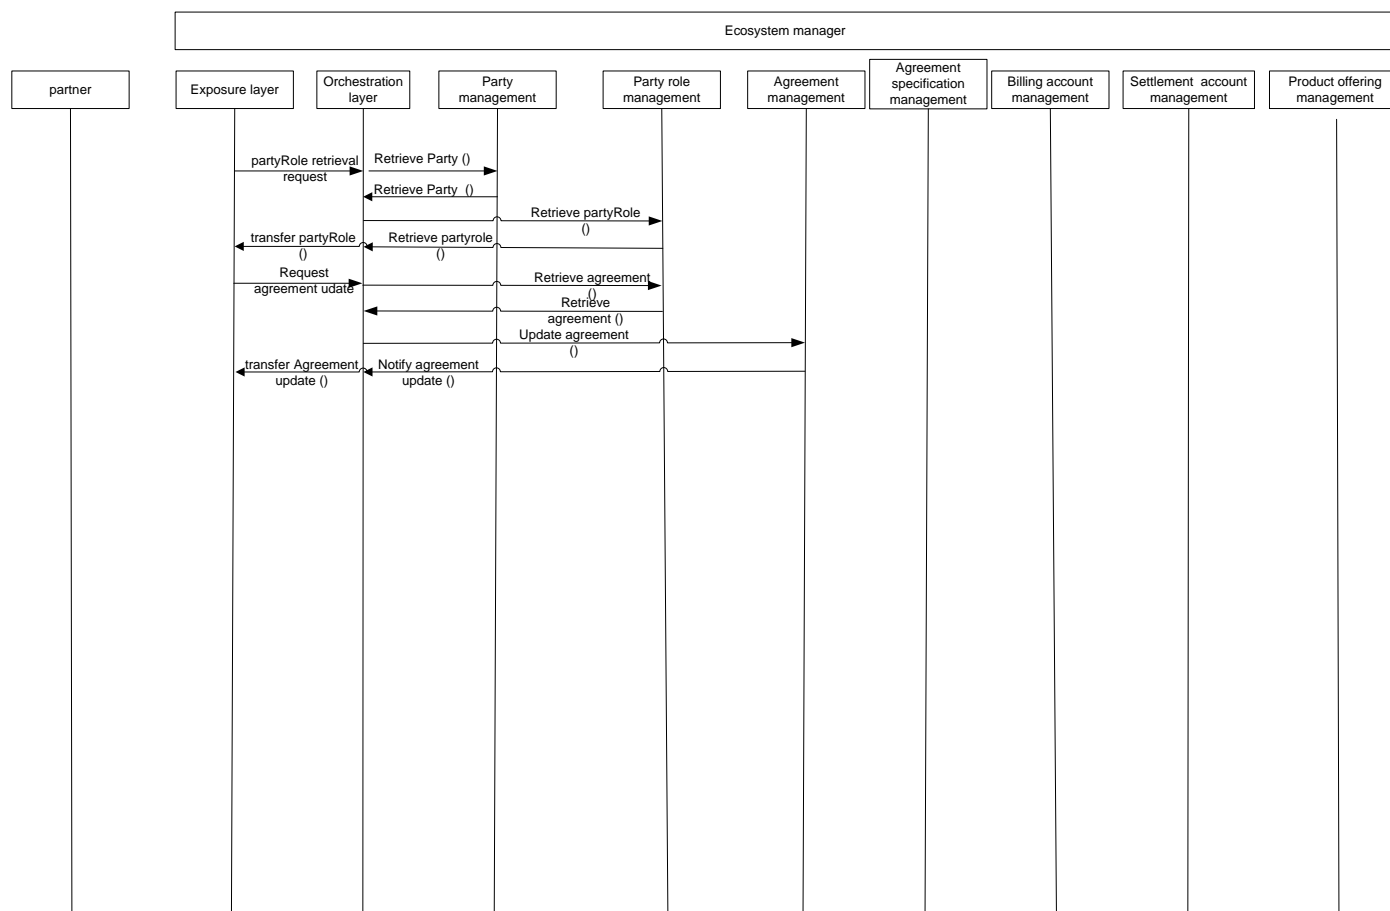 Ecosystem manager
partner
Exposure layer
Orchestration
layer
Party
management
Party role
management
Agreement
management
Agreement
specification
management
Billing account
management
Settlement  account
management
Product offering
management
partyRole retrieval
request
Retrieve Party ()
Retrieve Party  ()
Retrieve partyRole
()
transfer partyRole
()
Retrieve partyrole
()
Request
agreement udate
Retrieve agreement
()
Retrieve
agreement ()
Update agreement
()
transfer Agreement
update ()
Notify agreement
update ()